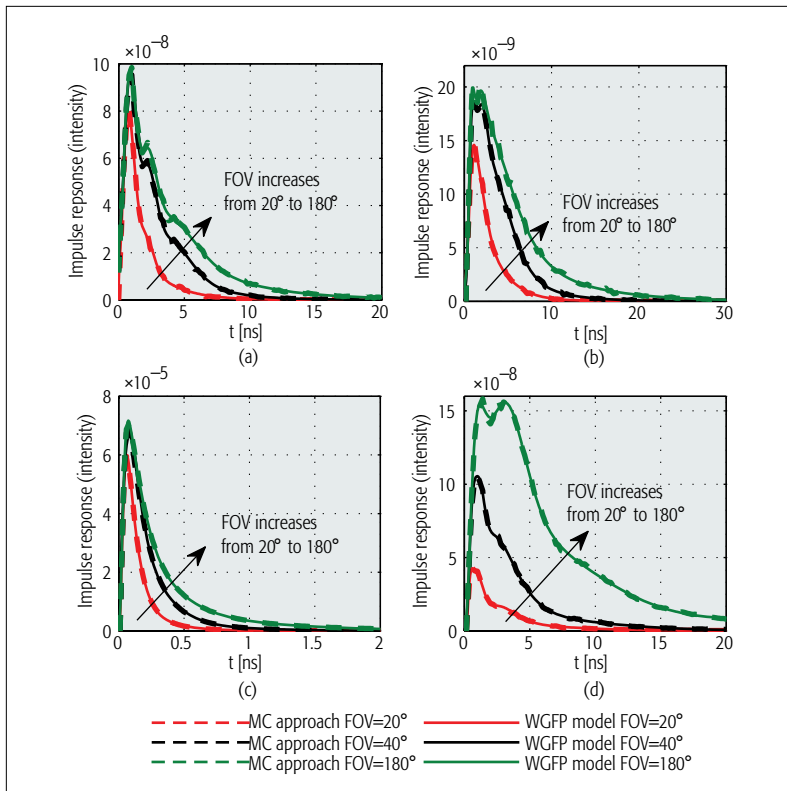 ×10−8
10
8
6
4
2
0
0
5
10
15
20
Impulse repsonse (intensity)
FOV increases
from 20° to 180°
t [ns]
(a)
×10−9
20
15
10
5
0
0
10
20
30
Impulse response (intensity)
FOV increases
from 20° to 180°
t [ns]
(b)
×10−5
8
6
4
2
0
0
0.5
1
1.5
2
Impulse response (intensity)
FOV increases
from 20° to 180°
t [ns]
(c)
×10−8
15
10
5
0
0
5
10
15
20
Impulse response (intensity)
FOV increases
from 20° to 180°
t [ns]
(d)
MC approach FOV=20°
WGFP model FOV=20°
MC approach FOV=40°
WGFP model FOV=40°
MC approach FOV=180°
WGFP model FOV=180°